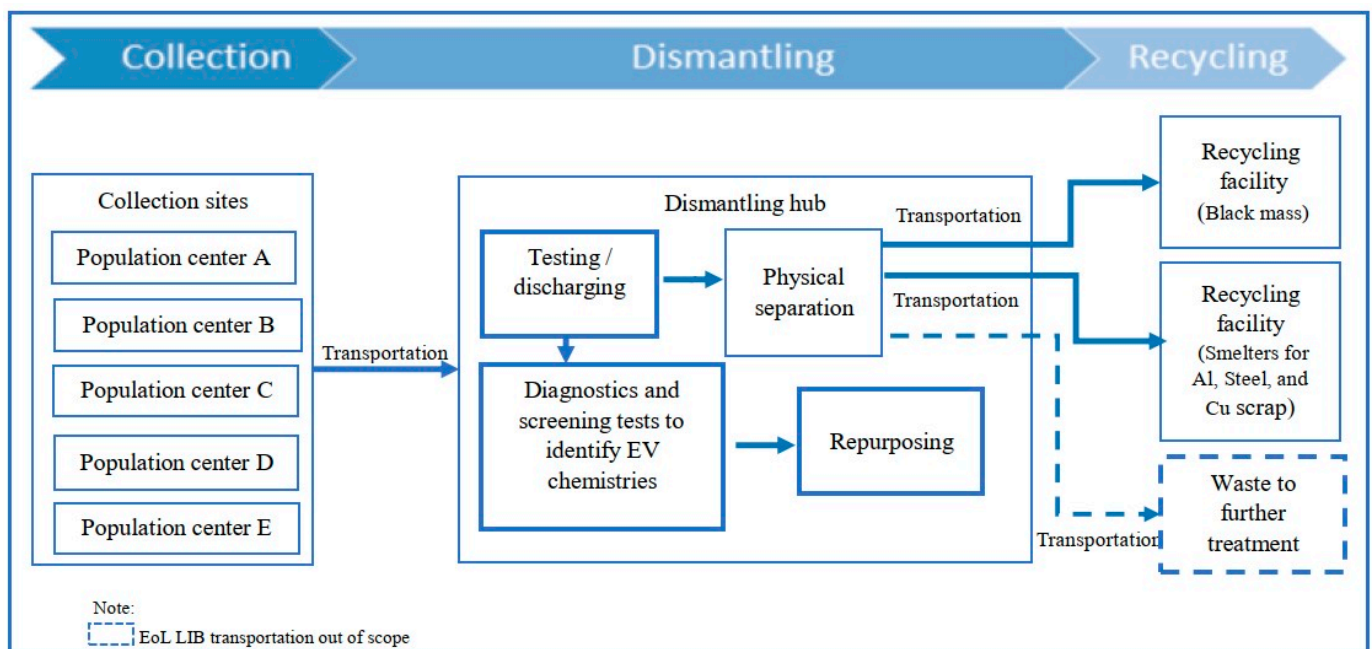 Collection
Dismantling
Recycling
Collection sites
Population center A
Population center B
Population center C
Population center D
Population center E
Transportation
Dismantling hub
Testing /
discharging
Physical
separation
Diagnostics and
screening tests to
identify EV
chemistries
Repurposing
Transportation
Transportation
Transportation
Recycling
facility
(Black mass)
Recycling
facility
(Smelters for
Al, Steel, and
Cu scrap)
Waste to
further
treatment
Note:
EoL LIB transportation out of scope